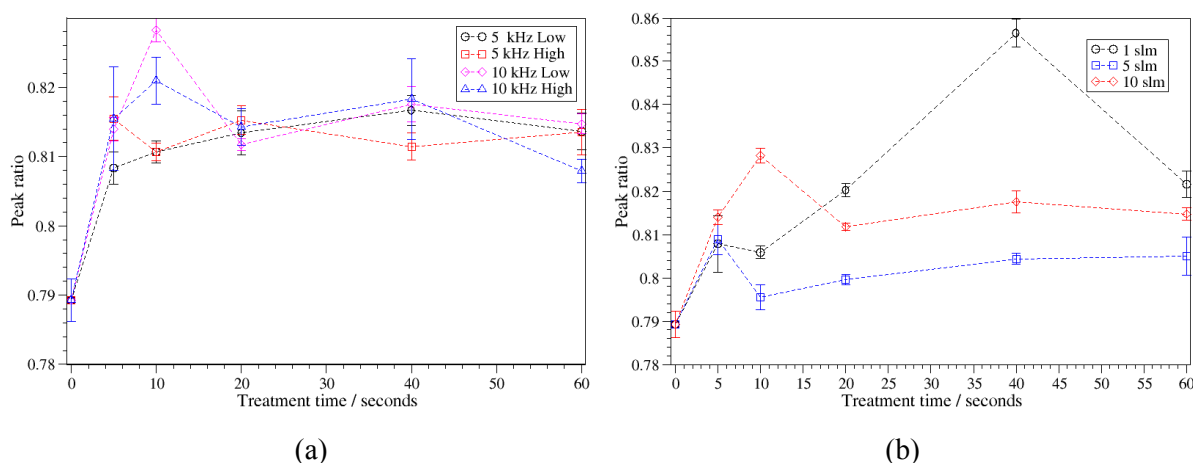 0.82
0.81
0.8
0.79
0.78
Peak ratio
0
10
20
30
40
50
60
Treatment time / seconds
5 kHz Low
5 kHz High
10 kHz Low
10 kHz High
(a)
0.86
0.85
0.84
0.83
0.82
0.81
0.8
0.79
0.78
Peak ratio
0
5
10
15
20
25
30
35
40
45
50
55
60
Treatment time / seconds
1 slm
5 slm
10 slm
(b)